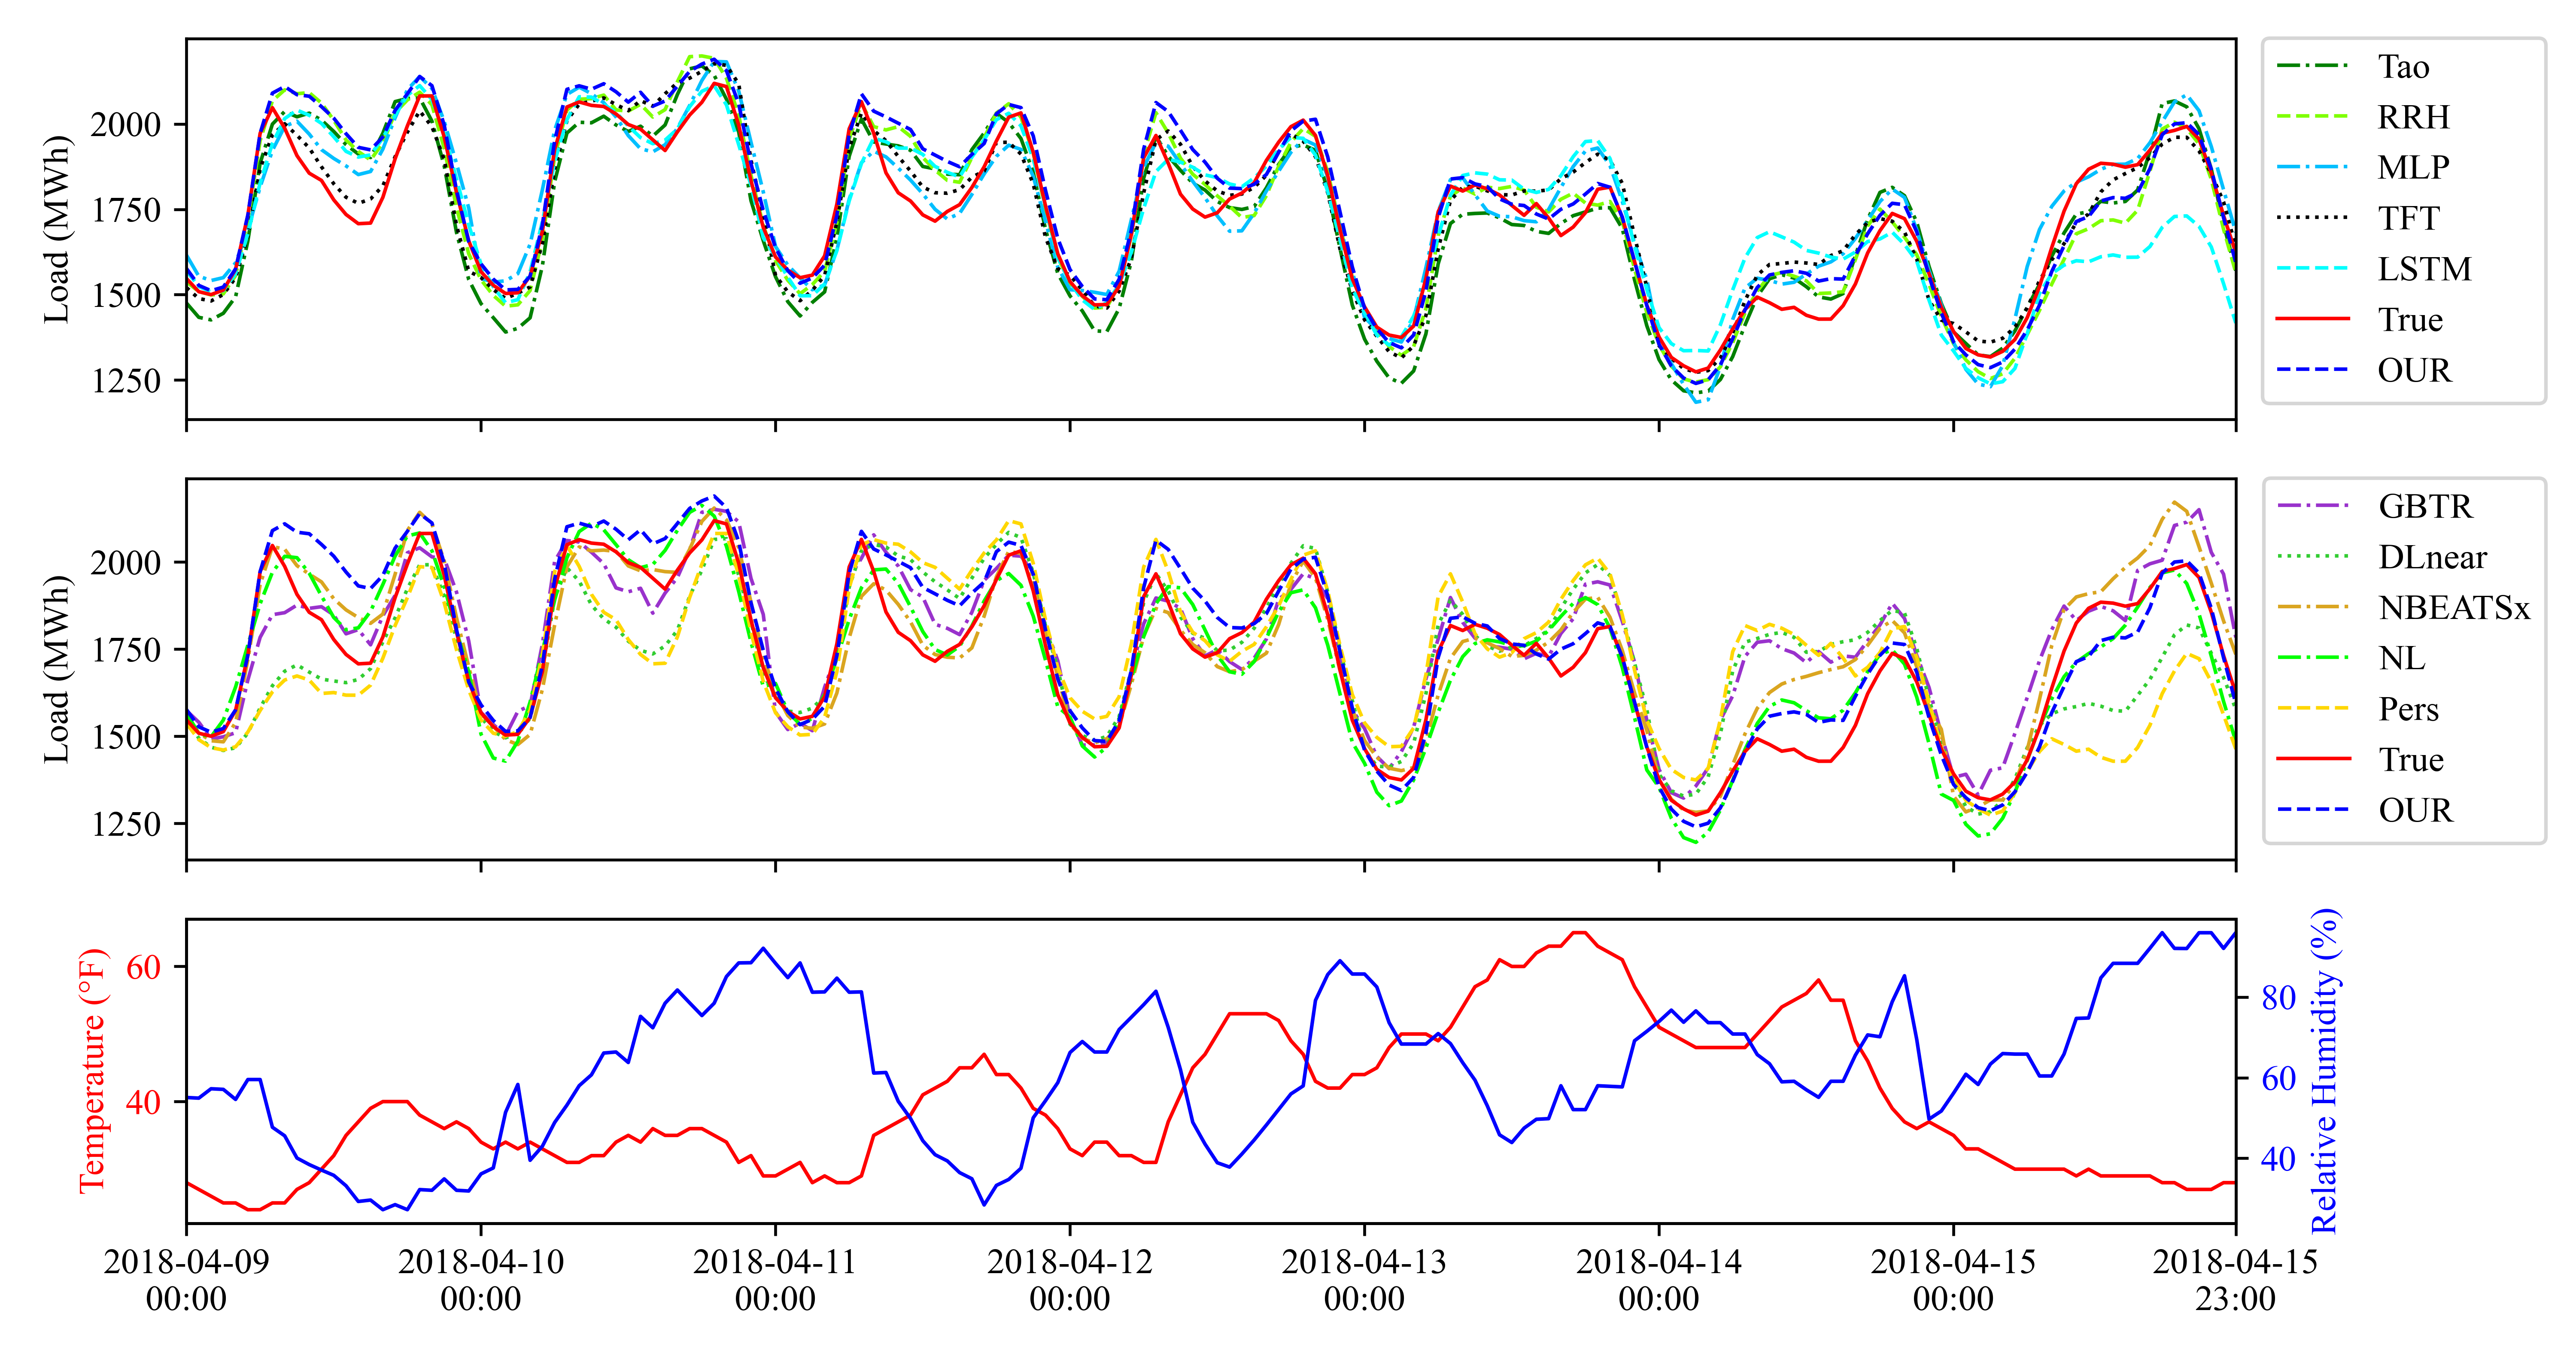 Load (MWh)
2000
1750
1500
1250
Tao
RRH
MLP
TFT
LSTM
True
OUR
Load (MWh)
2000
1750
1500
1250
GBTR
DLnear
NBEATSx
NL
Pers
True
OUR
Temperature (°F)
60
40
80
60
40
Relative Humidity (%)
2018-04-09 2018-04-10 2018-04-11 2018-04-12 2018-04-13 2018-04-14 2018-04-15 2018-04-15
00:00 00:00 00:00 00:00 00:00 00:00 00:00 23:00